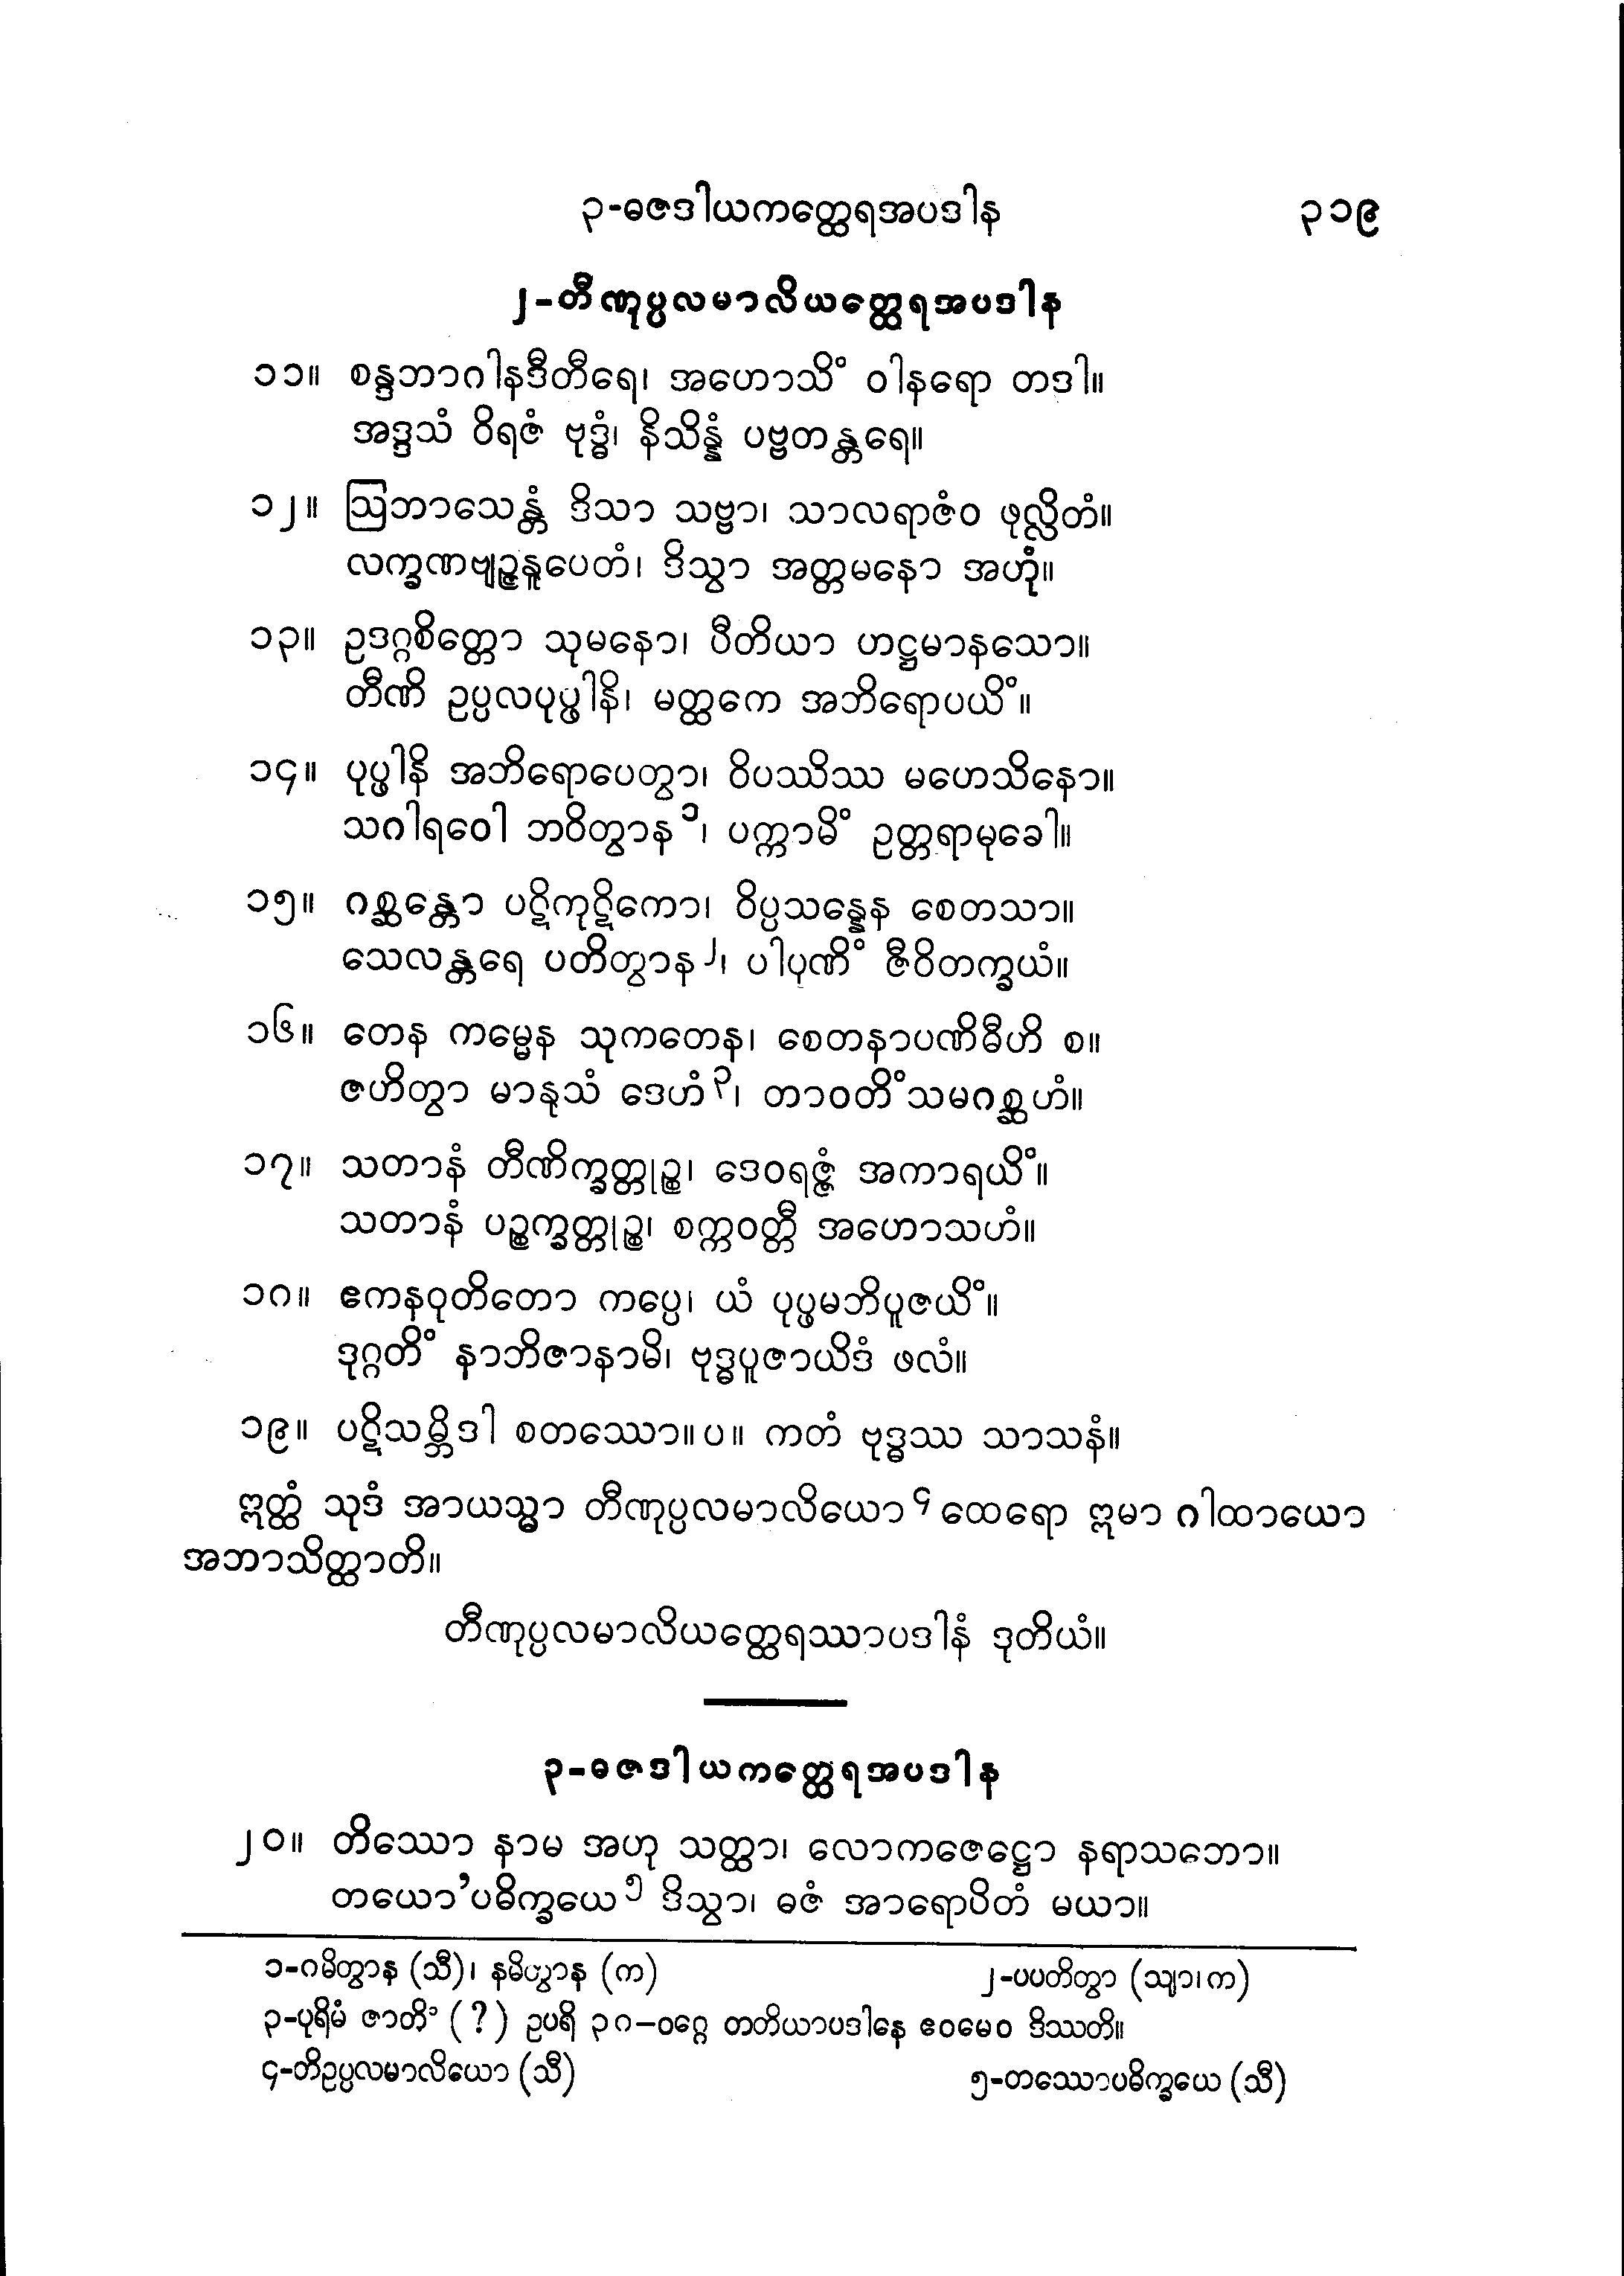 ၃-ဓဇဒါယကတ္ထေရအပဒါန ၃၁၉
၂-တီဏုပ္ပလမာလိယတ္ထေရအပဒါန
၁၁။ စန္ဒဘာဂါနဒီတီရေ၊ အဟောသိံ ဝါနရော တဒါ။
အဒ္ဒသံ ဝိရဇံ ဗုဒ္ဓံ၊ နိသိန္နံ ပဗ္ဗတန္တရေ။
၁၂။ ဩဘာသေန္တံ ဒိသာ သဗ္ဗာ၊ သာလရာဇံဝ ဖုလ္လိတံ။
လက္ခဏဗျဉ္ဇနူပေတံ၊ ဒိသွာ အတ္တမနော အဟုံ။
၁၃။ ဥဒဂ္ဂစိတ္တော သုမနော၊ ပီတိယာ ဟဋ္ဌမာနသော။
တီဏိ ဥပ္ပလပုပ္ဖါနိ၊ မတ္ထကေ အဘိရောပယိံ။
၁၄။ ပုပ္ဖါနိ အဘိရောပေတွာ၊ ဝိပဿိဿ မဟေသိနော။
သဂါရဝေါ ဘဝိတွာန ၁၊ ပက္ကာမိံ ဥတ္တရာမုခေါ။
၁၅။ ဂစ္ဆန္တော ပဋိကုဋိကော၊ ဝိပ္ပသန္နေန စေတသာ။
သေလန္တရေ ပတိတွာန ၂၊ ပါပုဏိံ ဇီဝိတက္ခယံ။
၁၆။ တေန ကမ္မေန သုကတေန၊ စေတနာပဏိဓီဟိ စ။
ဇဟိတွာ မာနုသံ ဒေဟံ ၃၊ တာဝတိံသမဂစ္ဆဟံ။
၁၇။ သတာနံ တီဏိက္ခတ္တုဉ္စ၊ ဒေဝရဇ္ဇံ အကာရယိံ။
သတာနံ ပဉ္စက္ခတ္တုဉ္စ၊ စက္ကဝတ္တီ အဟောသဟံ။
၁၈။ ဧကနဝုတိတော ကပ္ပေ၊ ယံ ပုပ္ဖမဘိပူဇယိံ။
ဒုဂ္ဂတိံ နာဘိဇာနာမိ၊ ဗုဒ္ဓပူဇာယိဒံ ဖလံ။
၁၉။ ပဋိသမ္ဘိဒါ စတဿော။ပ။ ကတံ ဗုဒ္ဓဿ သာသနံ။
ဣတ္ထံ သုဒံ အာယသ္မာ တီဏုပ္ပလမာလိယော ၄ ထေရော ဣမာ ဂါထာယော
အဘာသိတ္ထာတိ။
တီဏုပ္ပလမာလိယတ္ထေရဿာပဒါနံ ဒုတိယံ။
၃-ဓဇဒါယကတ္ထေရအပဒါန
၂၀။ တိဿော နာမ အဟု သတ္ထာ၊ လောကဇေဋ္ဌော နရာသဘော။
တယော'ပဓိက္ခယေ ၅ ဒိသွာ၊ ဓဇံ အာရောပိတံ မယာ။
၁-ဂမိတွာန (သီ)၊ နမိတွာန (က) ၂-ပပတိတွာ (သျာ၊က)
၃-ပုရိမံ ဇာတိံ (?) ဥပရိ ၃၈-ဝဂ္ဂေ တတိယာပဒါနေ ဧဝမေဝ ဒိဿတိ။
၄-တိဥပ္ပလမာလိယော (သီ) ၅-တဿောပဓိက္ခယေ (သီ)